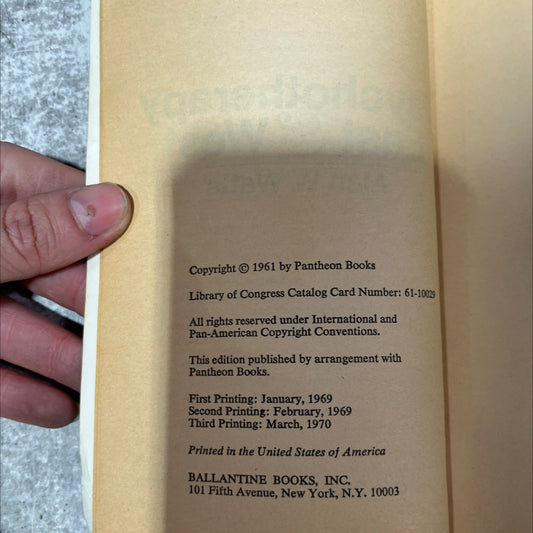 Copyright © 1961 by Pantheon Books
Library of Congress Catalog Card Number: 61-10029
All rights reserved under International and
Pan-American Copyright Conventions.
This edition published by arrangement with
Pantheon Books.
First Printing: January, 1969
Second Printing: February, 1969
Third Printing: March, 1970
Printed in the United States of America
BALLANTINE BOOKS, INC.
101 Fifth Avenue, New York, N.Y. 10003